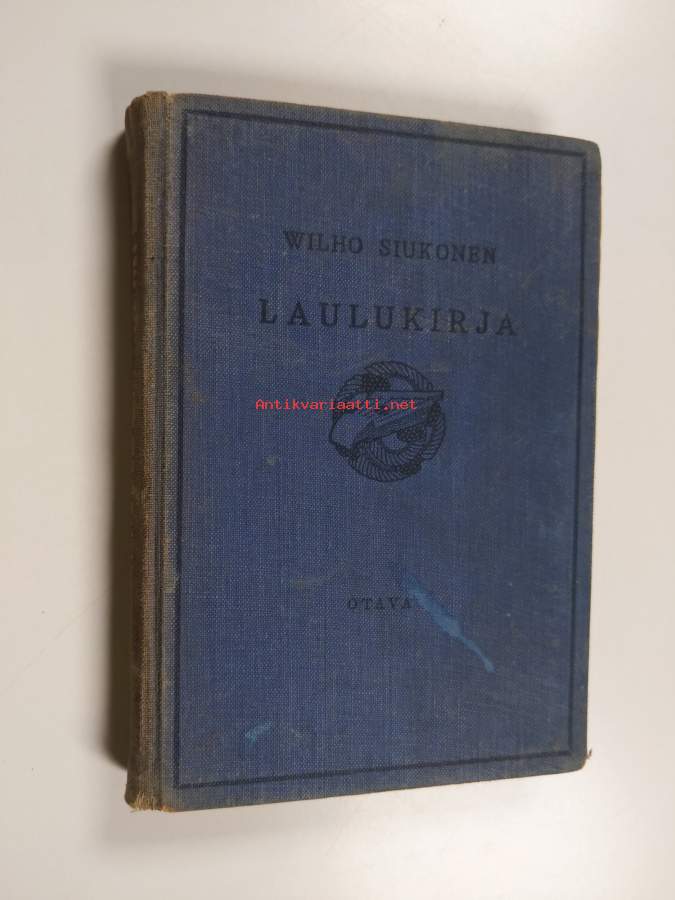 WILHO SIUKONEN
LAULUKIRJA
Antikvariaatti.net
OTAVA